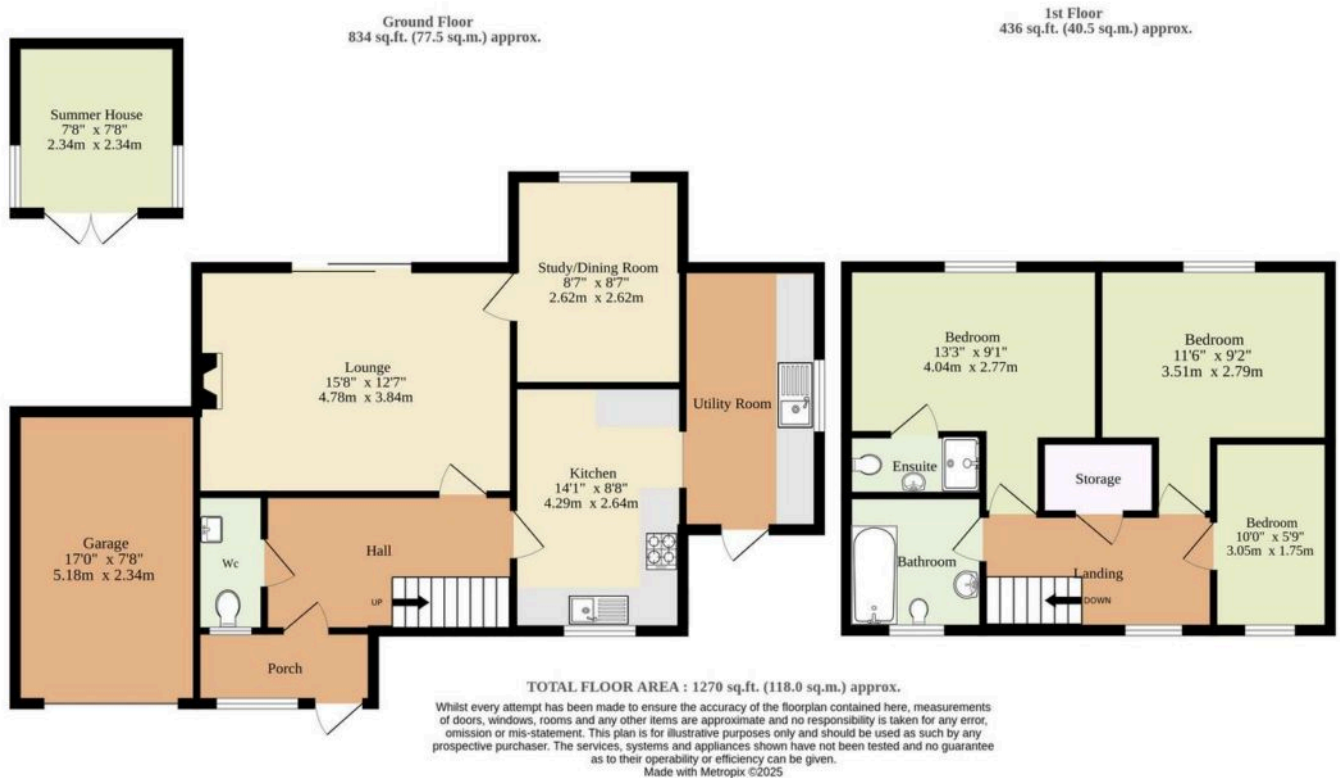 Ground Floor
834 sq.ft. (77.5 sq.m.) approx.
1st Floor
436 sq.ft. (40.5 sq.m.) approx.
Summer House
7'8" x 7'8"
2.34m x 2.34m
Study/Dining Room
8'7" x 8'7"
2.62m x 2.62m
Lounge
15'8" x 12'7"
4.78m x 3.84m
Utility Room
Kitchen
14'1" x 8'8"
4.29m x 2.64m
Garage
17'0" x 7'8"
5.18m x 2.34m
Wc
Hall
UP
Porch
Bedroom
13'3" x 9'1"
4.04m x 2.77m
Bedroom
11'6" x 9'2"
3.51m x 2.79m
Ensuite
Storage
Bedroom
10'0" x 5'9"
3.05m x 1.75m
Bathroom
Landing
DOWN
TOTAL FLOOR AREA : 1270 sq.ft. (118.0 sq.m.) approx.
Whilst every attempt has been made to ensure the accuracy of the floorplan contained here, measurements
of doors, windows, rooms and any other items are approximate and no responsibility is taken for any error,
omission or mis-statement. This plan is for illustrative purposes only and should be used as such by any
prospective purchaser. The services, systems and appliances shown have not been tested and no guarantee
as to their operability or efficiency can be given.
Made with Metropix ©2025